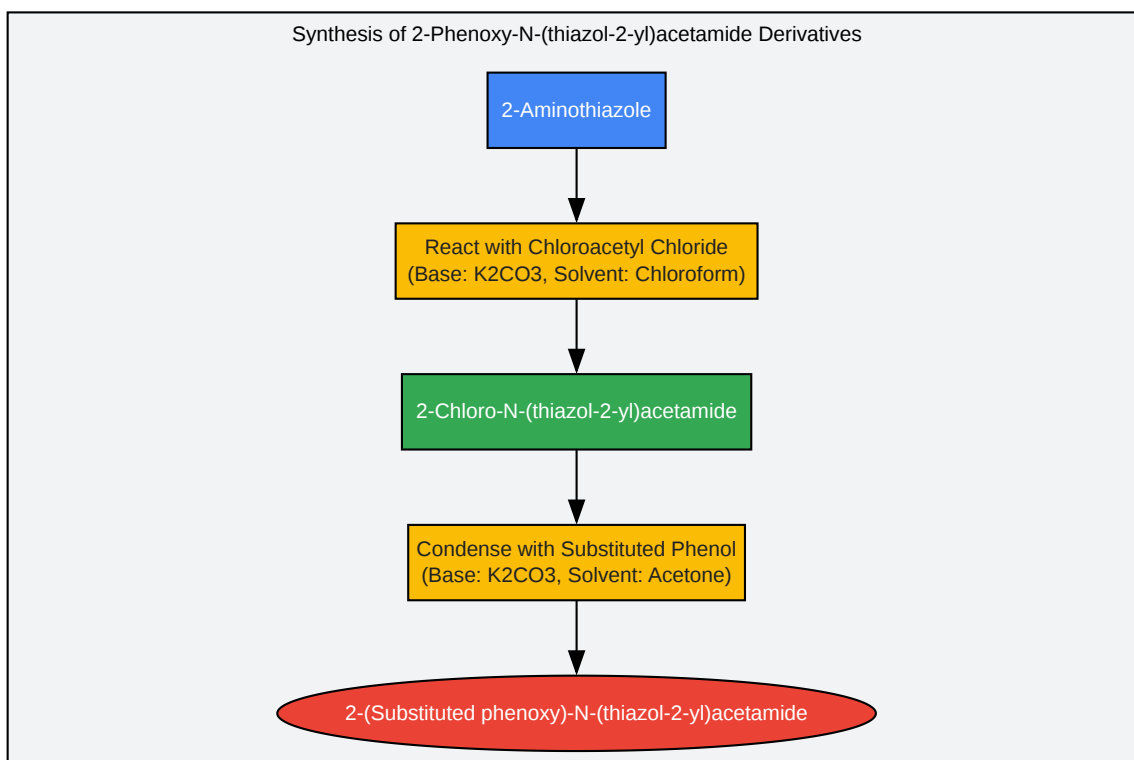 Synthesis of 2-Phenoxy-N-(thiazol-2-yl)acetamide Derivatives
2-Aminothiazole
React with Chloroacetyl Chloride
(Base: K2CO3, Solvent: Chloroform)
2-Chloro-N-(thiazol-2-yl)acetamide
Condense with Substituted Phenol
(Base: K2CO3, Solvent: Acetone)
2-(Substituted phenoxy)-N-(thiazol-2-yl)acetamide